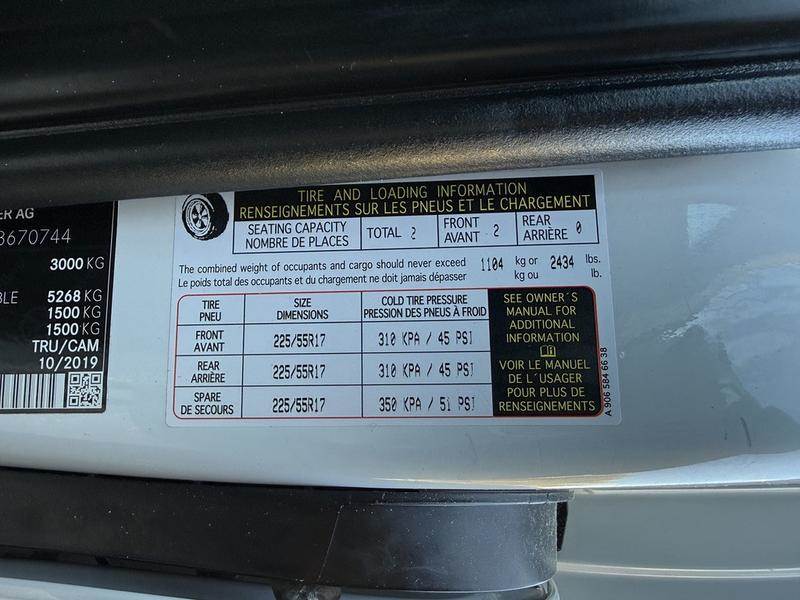 ER AG
3670744
3000 KG
BLE 5268 KG
1500 KG
1500 KG
TRU/CAM
10/2019
TIRE AND LOADING INFORMATION
RENSEIGNEMENTS SUR LES PNEUS ET LE CHARGEMENT
SEATING CAPACITY
NOMBRE DE PLACES
TOTAL 2
FRONT
AVANT 2
REAR
ARRIÈRE 0
The combined weight of occupants and cargo should never exceed 1104 kg or 2434 lbs.
Le poids total des occupants et du chargement ne doit jamais dépasser kg ou lb.
TIRE
PNEU
SIZE
DIMENSIONS
COLD TIRE PRESSURE
PRESSION DES PNEUS À FROID
FRONT
AVANT
225/55R17
310 KPA / 45 PSI
REAR
ARRIÈRE
225/55R17
310 KPA / 45 PSI
SPARE
DE SECOURS
225/55R17
350 KPA / 51 PSI
SEE OWNER´S
MANUAL FOR
ADDITIONAL
INFORMATION
VOIR LE MANUEL
DE L´USAGER
POUR PLUS DE
RENSEIGNEMENTS
A 906 584 66 38